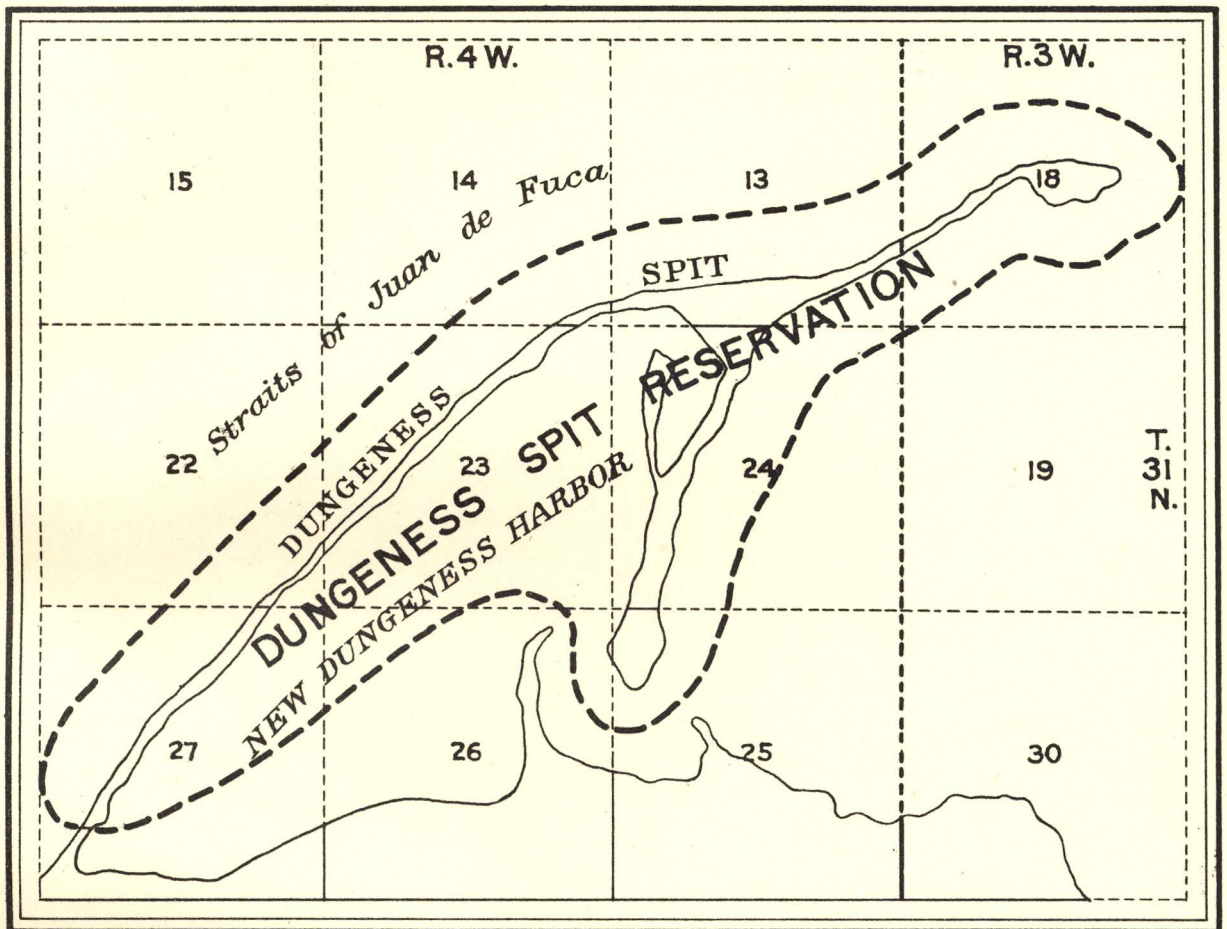 R.4 W.
R.3 W.
15
14
13
18
Straits of Juan de Fuca
SPIT
DUNGENESS
22
23
24
19
T.
31
N.
DUNGENESS SPIT RESERVATION
NEW DUNGENESS HARBOR
27
26
25
30